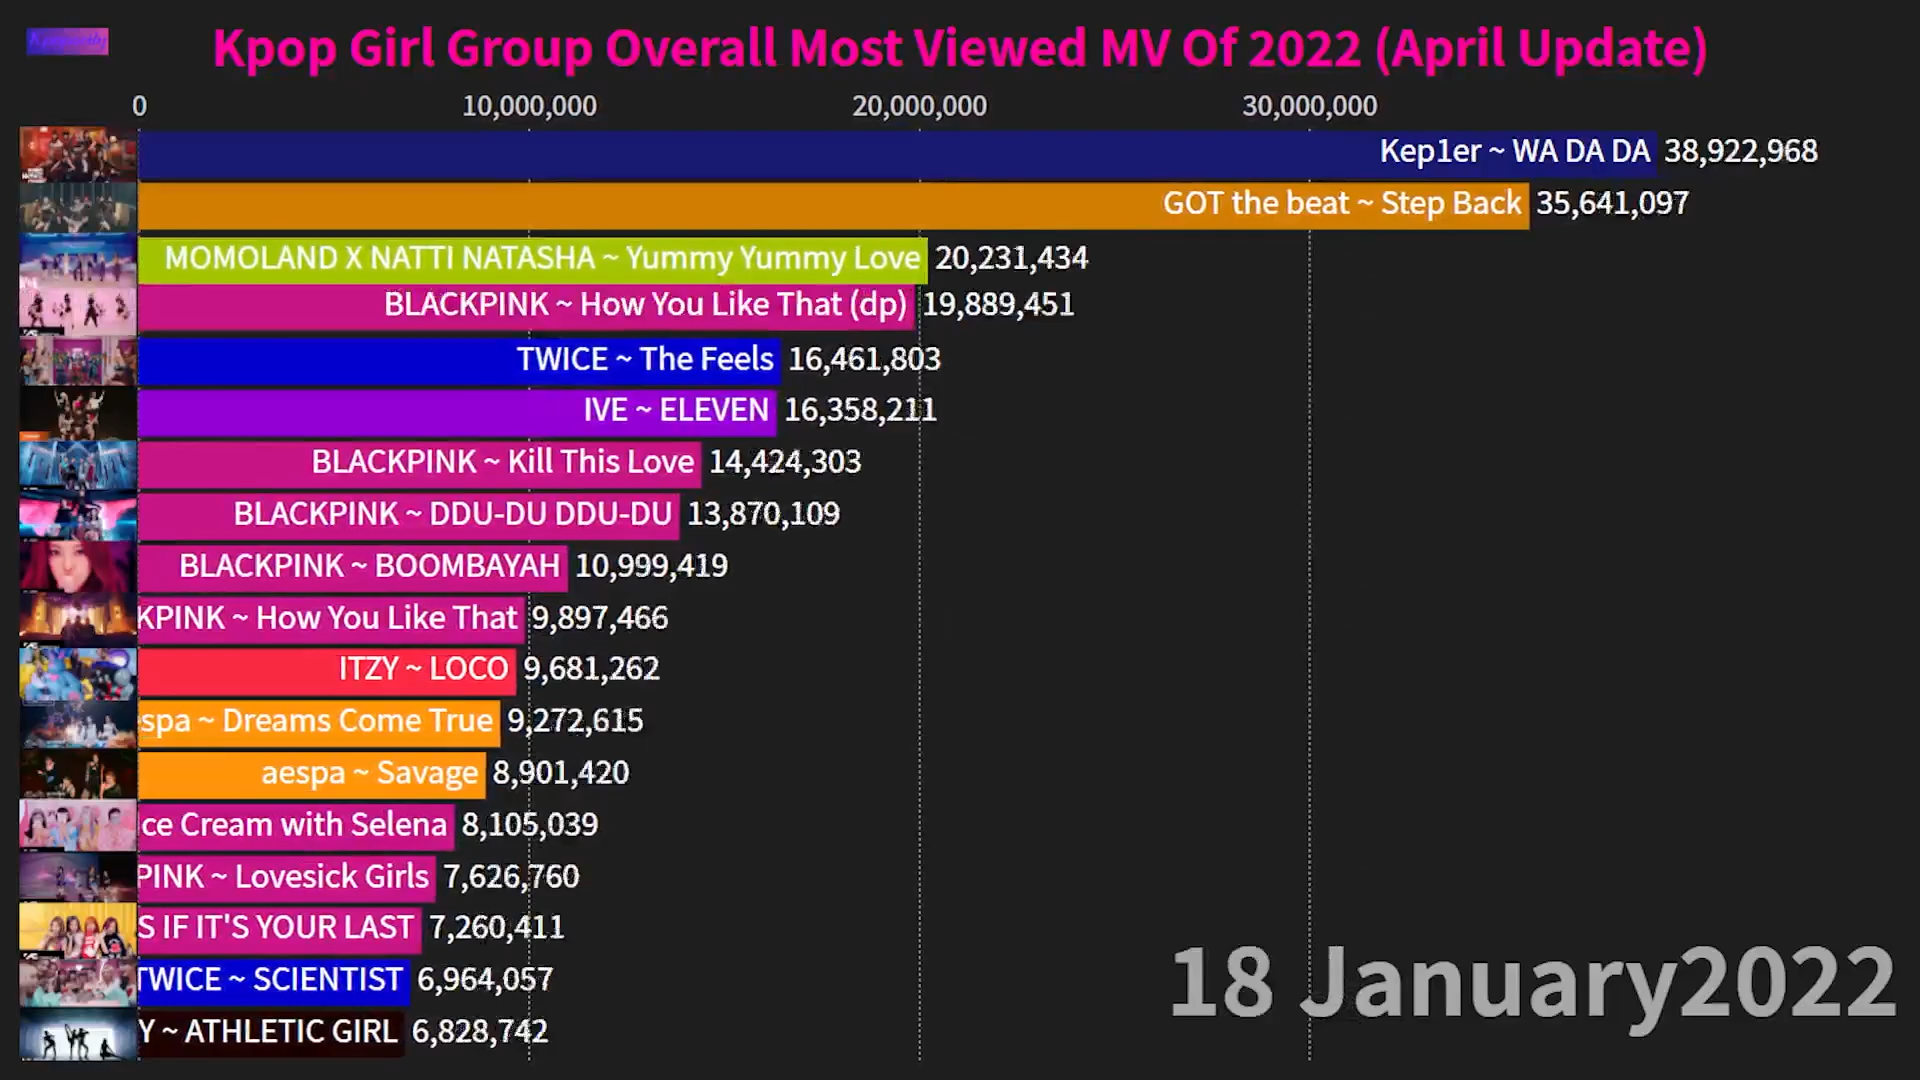 Kpop Girl Group Overall Most Viewed MV Of 2022 (April Update)
0 10,000,000 20,000,000 30,000,000
Kep1er ~ WA DA DA 38,922,968
GOT the beat ~ Step Back 35,641,097
MOMOLAND X NATTI NATASHA ~ Yummy Yummy Love 20,231,434
BLACKPINK ~ How You Like That (dp) 19,889,451
TWICE ~ The Feels 16,461,803
IVE ~ ELEVEN 16,358,211
BLACKPINK ~ Kill This Love 14,424,303
BLACKPINK ~ DDU-DU DDU-DU 13,870,109
BLACKPINK ~ BOOMBAYAH 10,999,419
KPINK ~ How You Like That 9,897,466
ITZY ~ LOCO 9,681,262
spa ~ Dreams Come True 9,272,615
aespa ~ Savage 8,901,420
ce Cream with Selena 8,105,039
PINK ~ Lovesick Girls 7,626,760
S IF IT'S YOUR LAST 7,260,411
TWICE ~ SCIENTIST 6,964,057
Y ~ ATHLETIC GIRL 6,828,742
18 January2022